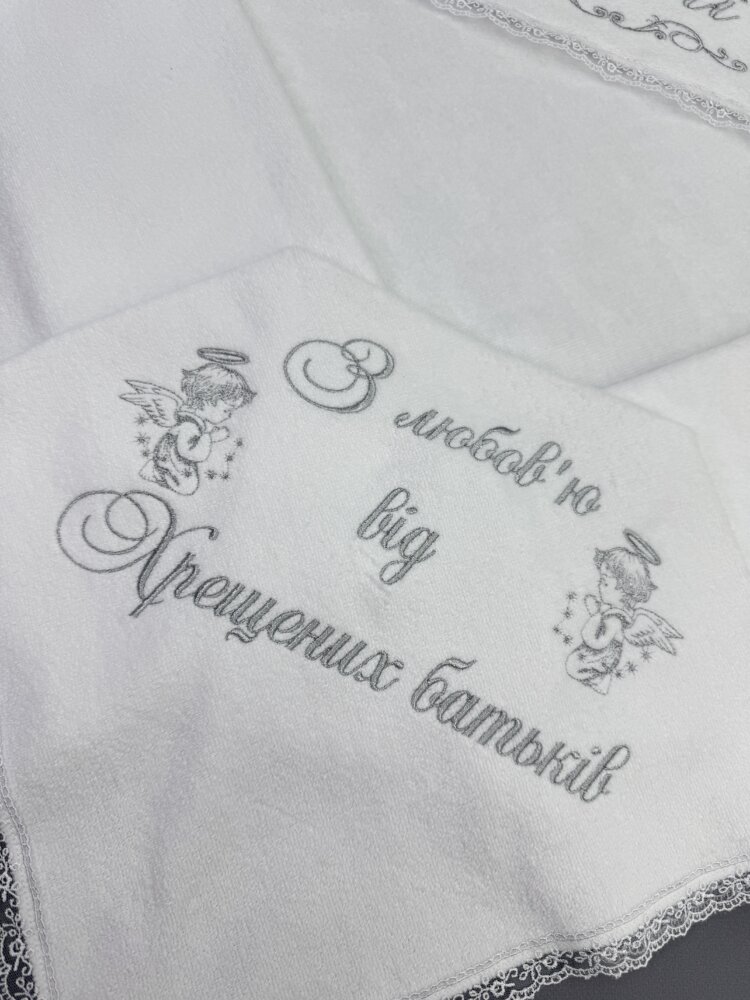 З любов'ю
від
Хрещених батьків